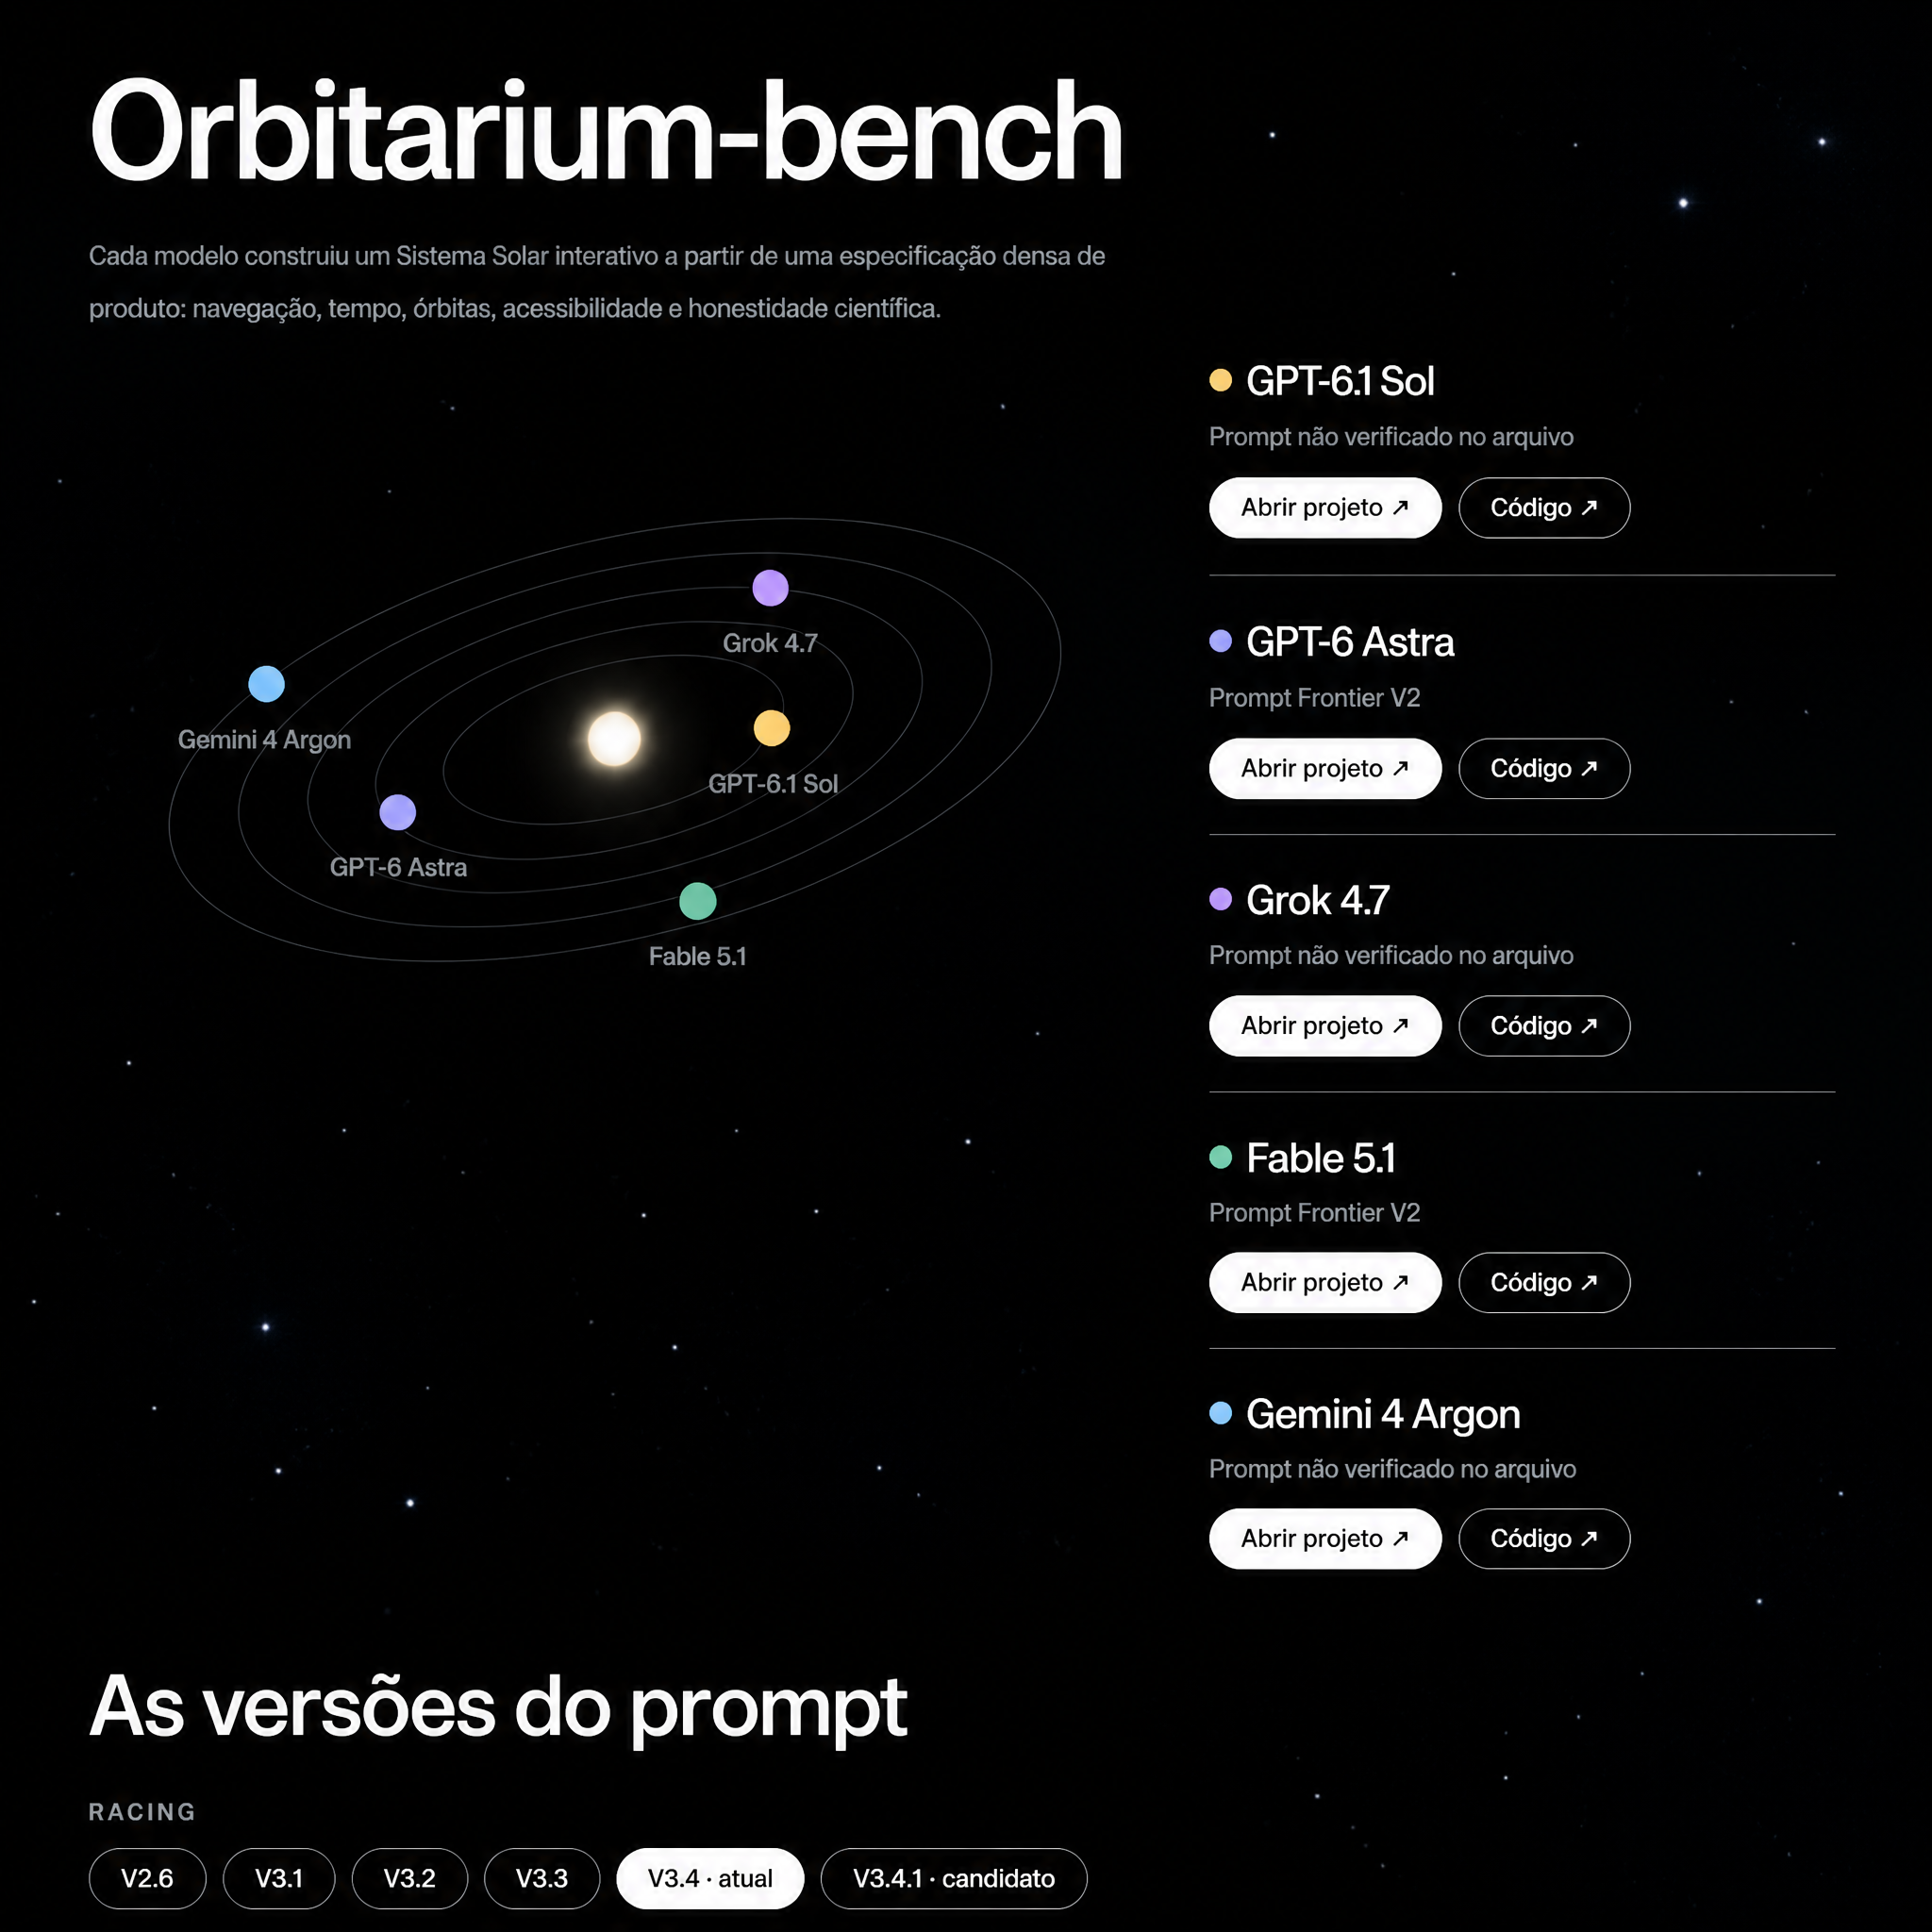 Orbitarium-bench
Cada modelo construiu um Sistema Solar interativo a partir de uma especificação densa de
produto: navegação, tempo, órbitas, acessibilidade e honestidade científica.
Grok 4.7
Gemini 4 Argon
GPT-6.1 Sol
GPT-6 Astra
Fable 5.1
GPT-6.1 Sol
Prompt não verificado no arquivo
Abrir projeto ↗ Código ↗
GPT-6 Astra
Prompt Frontier V2
Abrir projeto ↗ Código ↗
Grok 4.7
Prompt não verificado no arquivo
Abrir projeto ↗ Código ↗
Fable 5.1
Prompt Frontier V2
Abrir projeto ↗ Código ↗
Gemini 4 Argon
Prompt não verificado no arquivo
Abrir projeto ↗ Código ↗
As versões do prompt
RACING
V2.6 V3.1 V3.2 V3.3 V3.4 · atual V3.4.1 · candidato